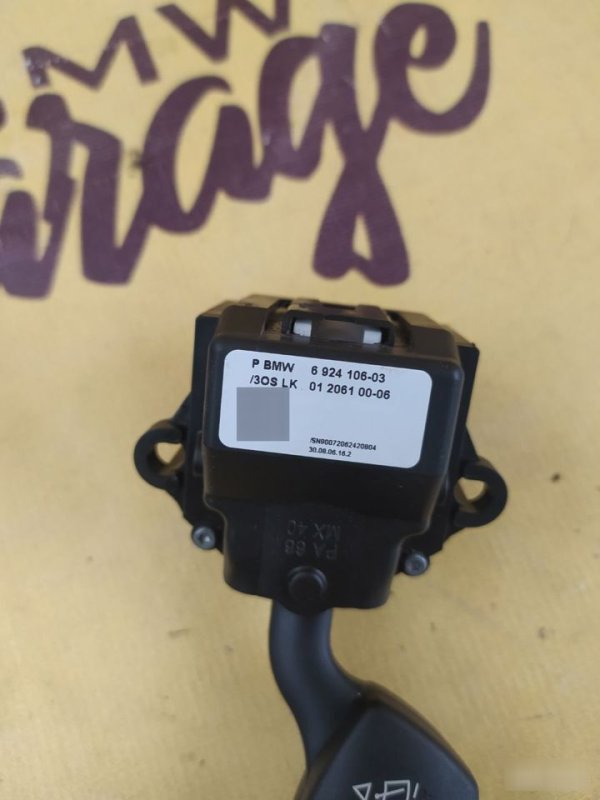 BMW
Garage
P BMW 6 924 106-03
/3OS LK 01 2061 00-06
/SN90072062420804
30.08.06.16.2
PA 66
MX 40